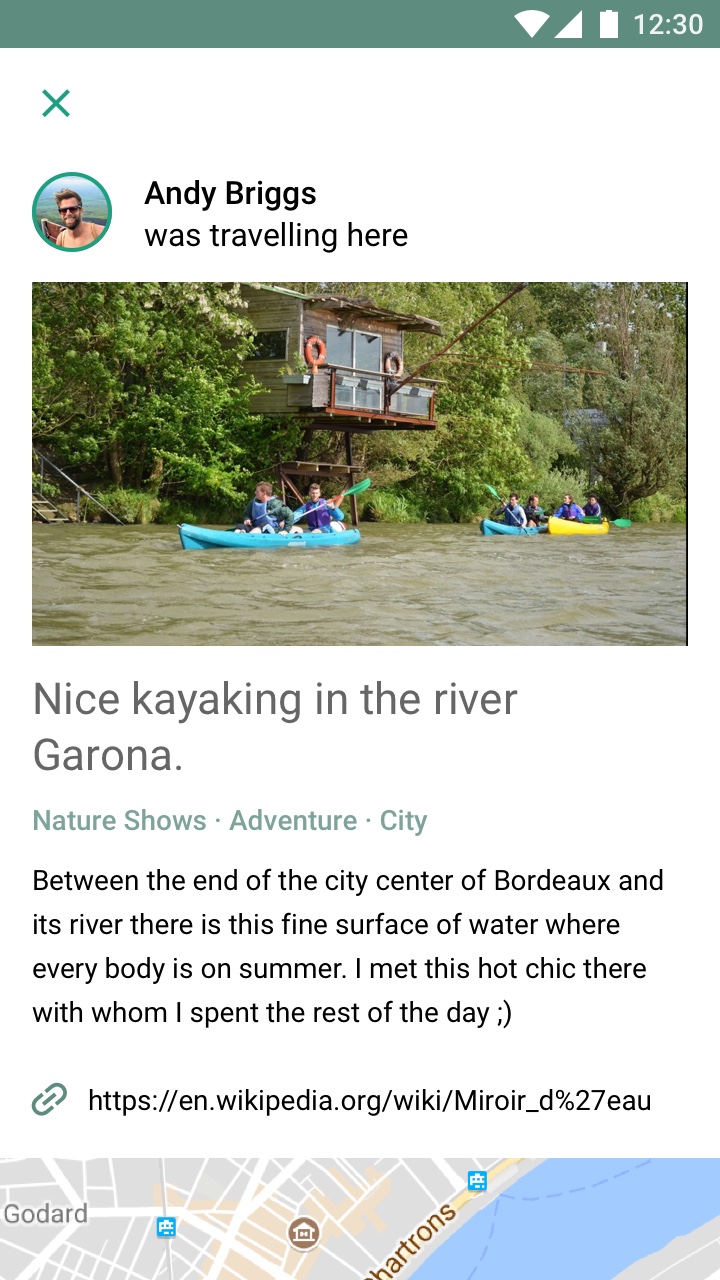 12:30
Andy Briggs
was travelling here
Nice kayaking in the river
Garona.
Nature Shows · Adventure · City
Between the end of the city center of Bordeaux and
its river there is this fine surface of water where
every body is on summer. I met this hot chic there
with whom I spent the rest of the day ;)
https://en.wikipedia.org/wiki/Miroir_d%27eau
Godard
hartrons